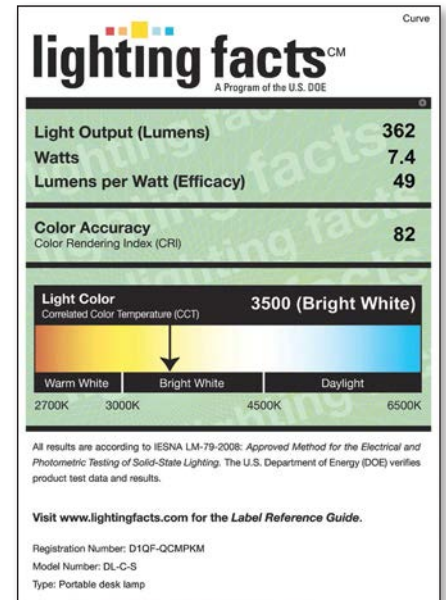 Curve
lighting facts CM
A Program of the U.S. DOE
Light Output (Lumens) 362
Watts 7.4
Lumens per Watt (Efficacy) 49
Color Accuracy 82
Color Rendering Index (CRI)
Light Color 3500 (Bright White)
Correlated Color Temperature (CCT)
Warm White Bright White Daylight
2700K 3000K 4500K 6500K
All results are according to IESNA LM-79-2008: Approved Method for the Electrical and
Photometric Testing of Solid-State Lighting. The U.S. Department of Energy (DOE) verifies
product test data and results.
Visit www.lightingfacts.com for the Label Reference Guide.
Registration Number: D1QF-QCMPKM
Model Number: DL-C-S
Type: Portable desk lamp